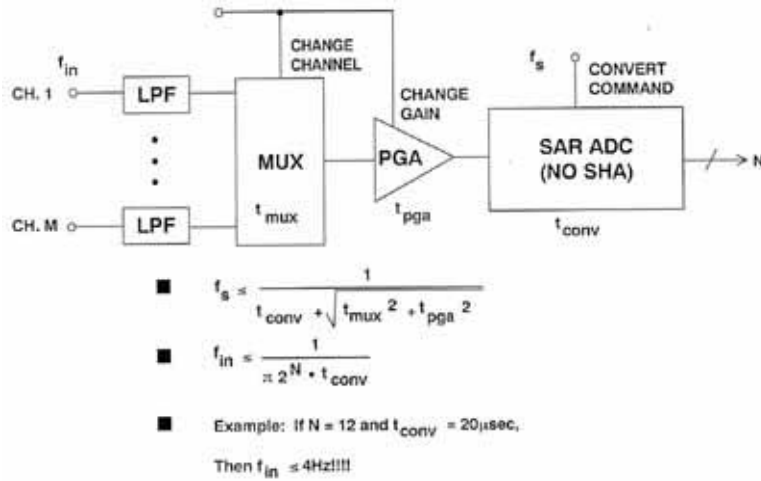 CHANGE CHANNEL
f_in
f_s
CONVERT COMMAND
CH. 1
LPF
CHANGE GAIN
MUX
PGA
SAR ADC
(NO SHA)
N
t_mux
t_pga
t_conv
CH. M
LPF
■ f_s ≤ 1 / (t_conv + √(t_mux² + t_pga²))
■ f_in ≤ 1 / (π 2^N • t_conv)
■ Example: If N = 12 and t_conv = 20μsec,
Then f_in ≤ 4Hz!!!!